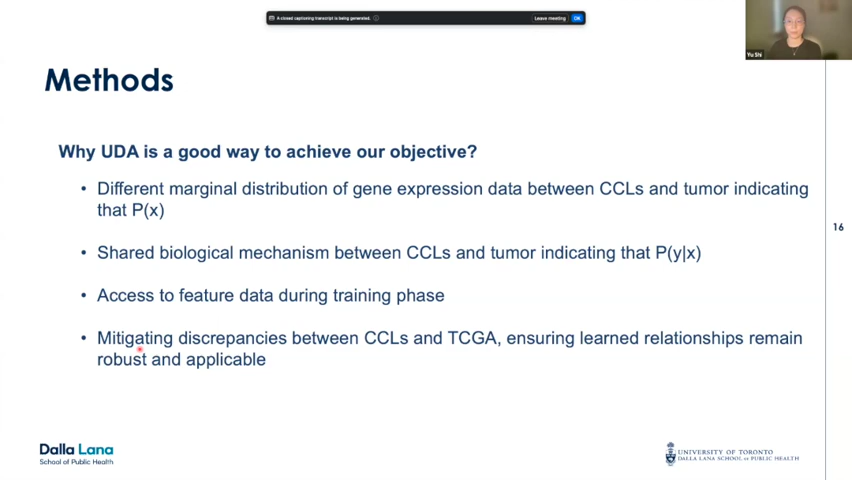 A closed captioning transcript is being generated.
Leave meeting
OK
Yu Shi
Methods
Why UDA is a good way to achieve our objective?
• Different marginal distribution of gene expression data between CCLs and tumor indicating
that P(x)
• Shared biological mechanism between CCLs and tumor indicating that P(y|x)
• Access to feature data during training phase
• Mitigating discrepancies between CCLs and TCGA, ensuring learned relationships remain
robust and applicable
16
Dalla Lana
School of Public Health
UNIVERSITY OF TORONTO
DALLA LANA SCHOOL OF PUBLIC HEALTH